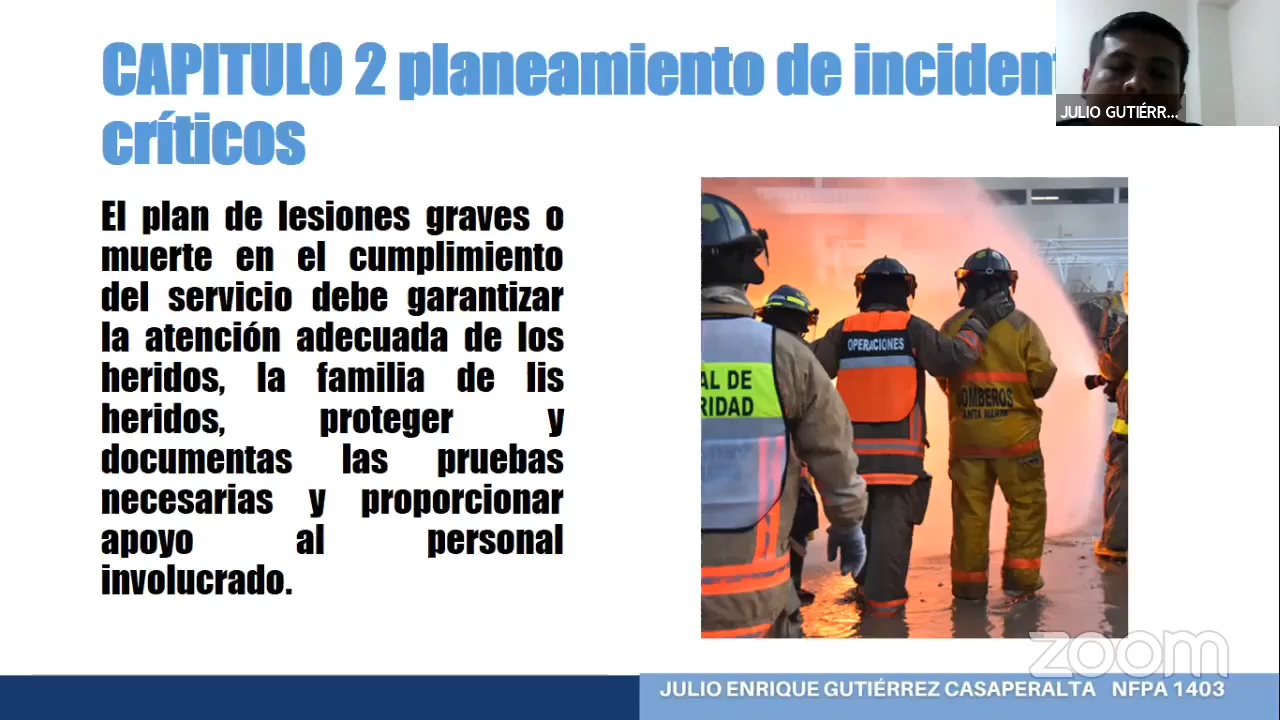 CAPITULO 2 planeamiento de inciden
críticos
JULIO GUTIÉRR...
El plan de lesiones graves o
muerte en el cumplimiento
del servicio debe garantizar
la atención adecuada de los
heridos, la familia de lis
heridos, proteger y
documentas las pruebas
necesarias y proporcionar
apoyo al personal
involucrado.
OPERACIONES
AL DE
RIDAD
BOMBEROS
zoom
JULIO ENRIQUE GUTIÉRREZ CASAPERALTA NFPA 1403